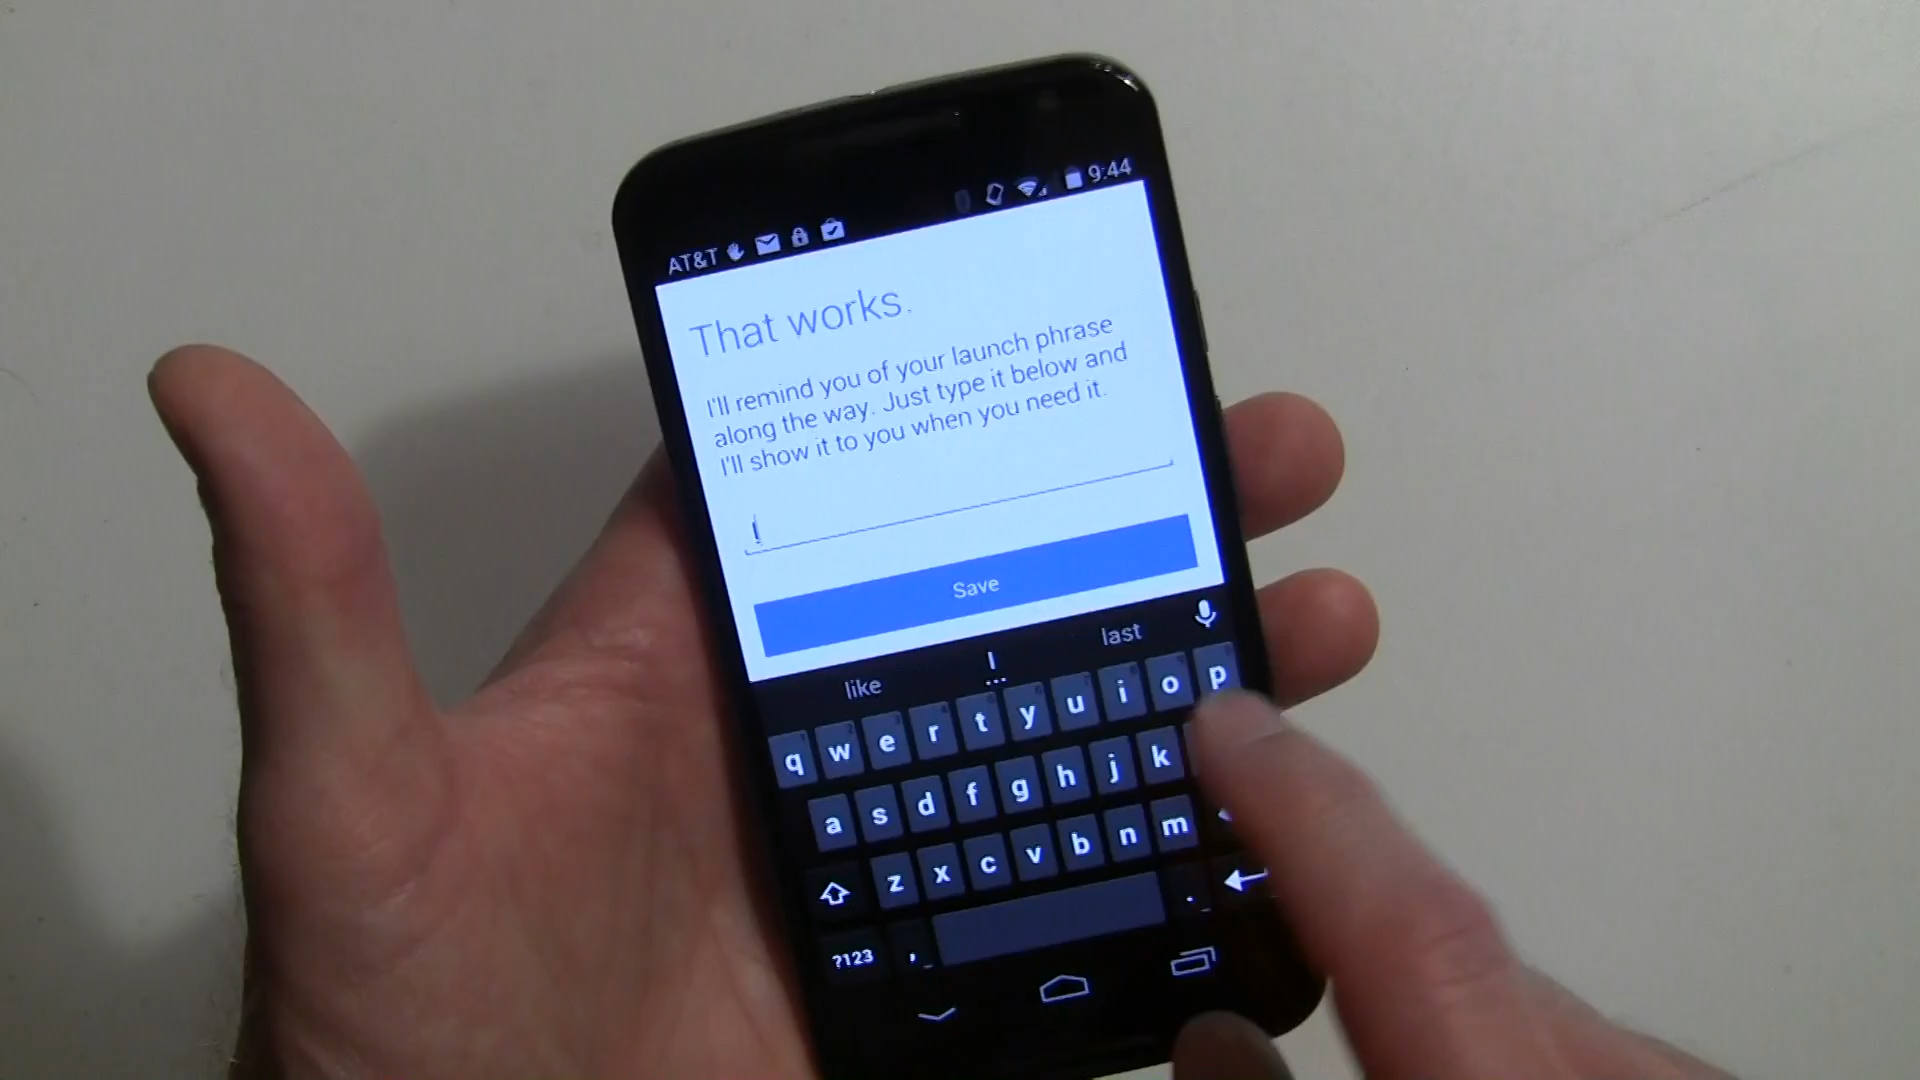 AT&T 9:44
That works.
I'll remind you of your launch phrase
along the way. Just type it below and
I'll show it to you when you need it.
l
Save
like l last
q w e r t y u i o p
a s d f g h j k
z x c v b n m
?123 , .